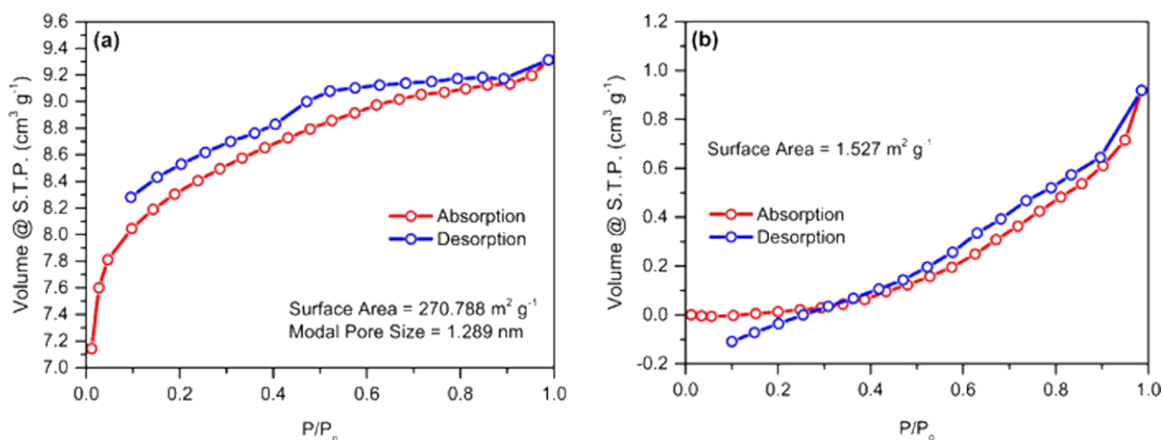 (a)
9.6
9.4
9.2
9.0
8.8
8.6
8.4
8.2
8.0
7.8
7.6
7.4
7.2
7.0
Volume @ S.T.P. (cm³ g⁻¹)
Absorption
Desorption
Surface Area = 270.788 m² g⁻¹
Modal Pore Size = 1.289 nm
0.0 0.2 0.4 0.6 0.8 1.0
P/Pₒ
(b)
1.2
1.0
0.8
0.6
0.4
0.2
0.0
-0.2
Volume @ S.T.P. (cm³ g⁻¹)
Surface Area = 1.527 m² g⁻¹
Absorption
Desorption
0.0 0.2 0.4 0.6 0.8 1.0
P/Pₒ